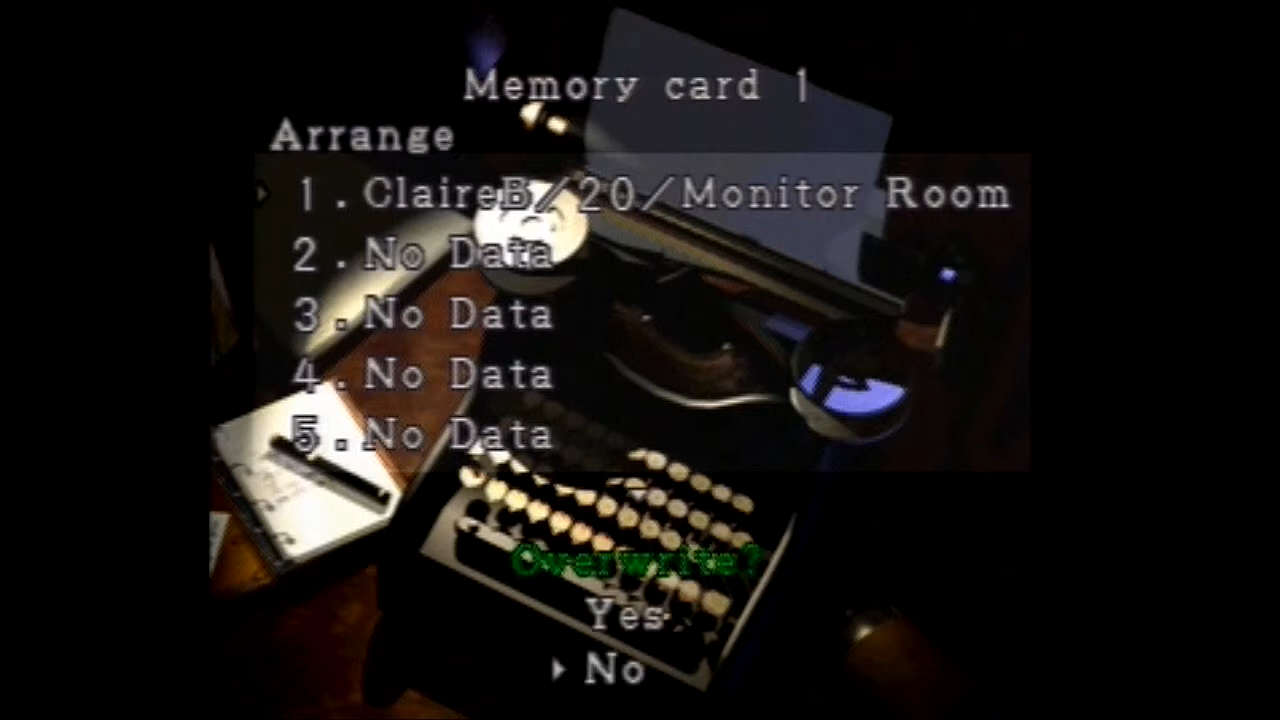 Memory card 1
Arrange
1.ClaireB/20/Monitor Room
2.No Data
3.No Data
4.No Data
5.No Data
Overwrite?
Yes
No